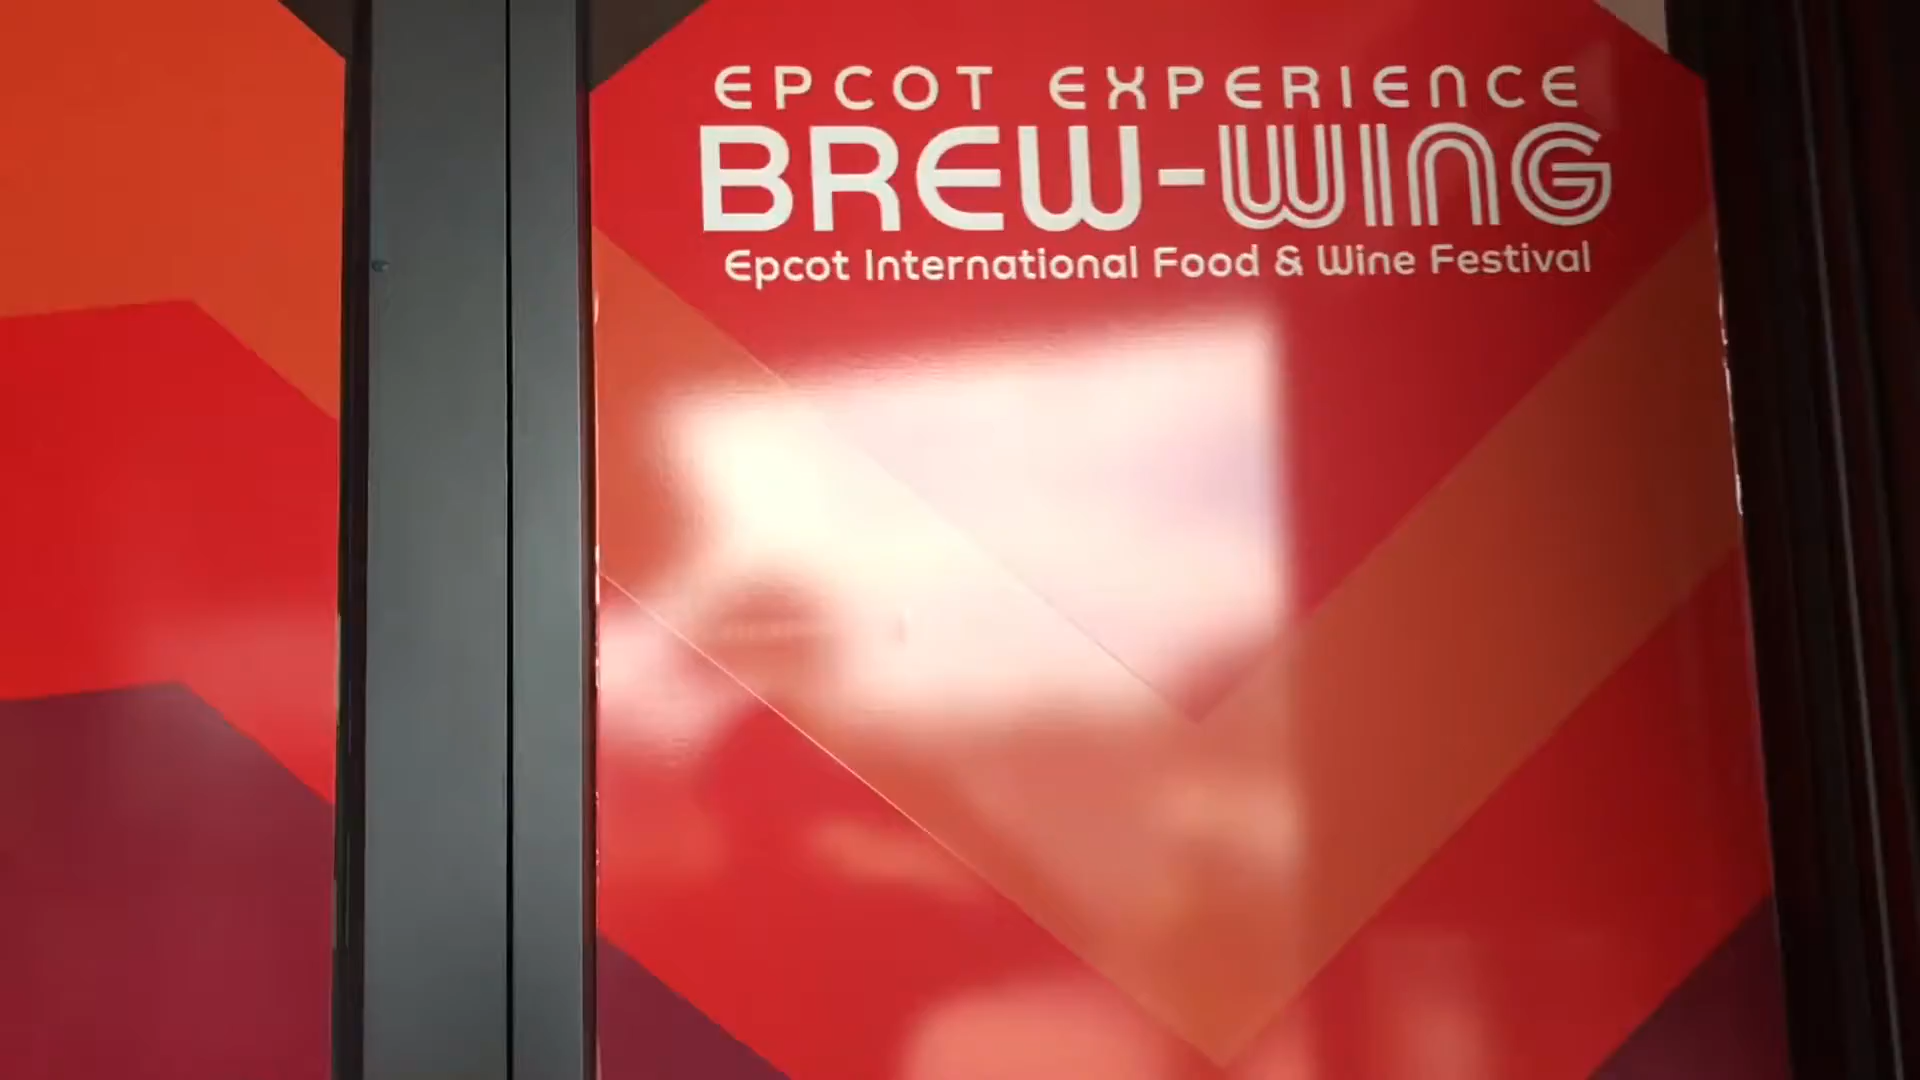 EPCOT EXPERIENCE
BREW-WING
Epcot International Food & Wine Festival